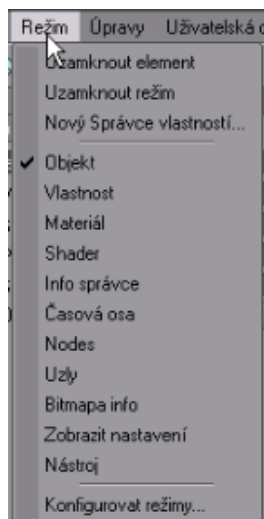 Režim Úpravy Uživatelská
Uzamknout element
Uzamknout režim
Nový Správce vlastností...
Objekt
Vlastnost
Materiál
Shader
Info správce
Časová osa
Nodes
Uzly
Bitmapa info
Zobrazit nastavení
Nástroj
Konfigurovat režimy...